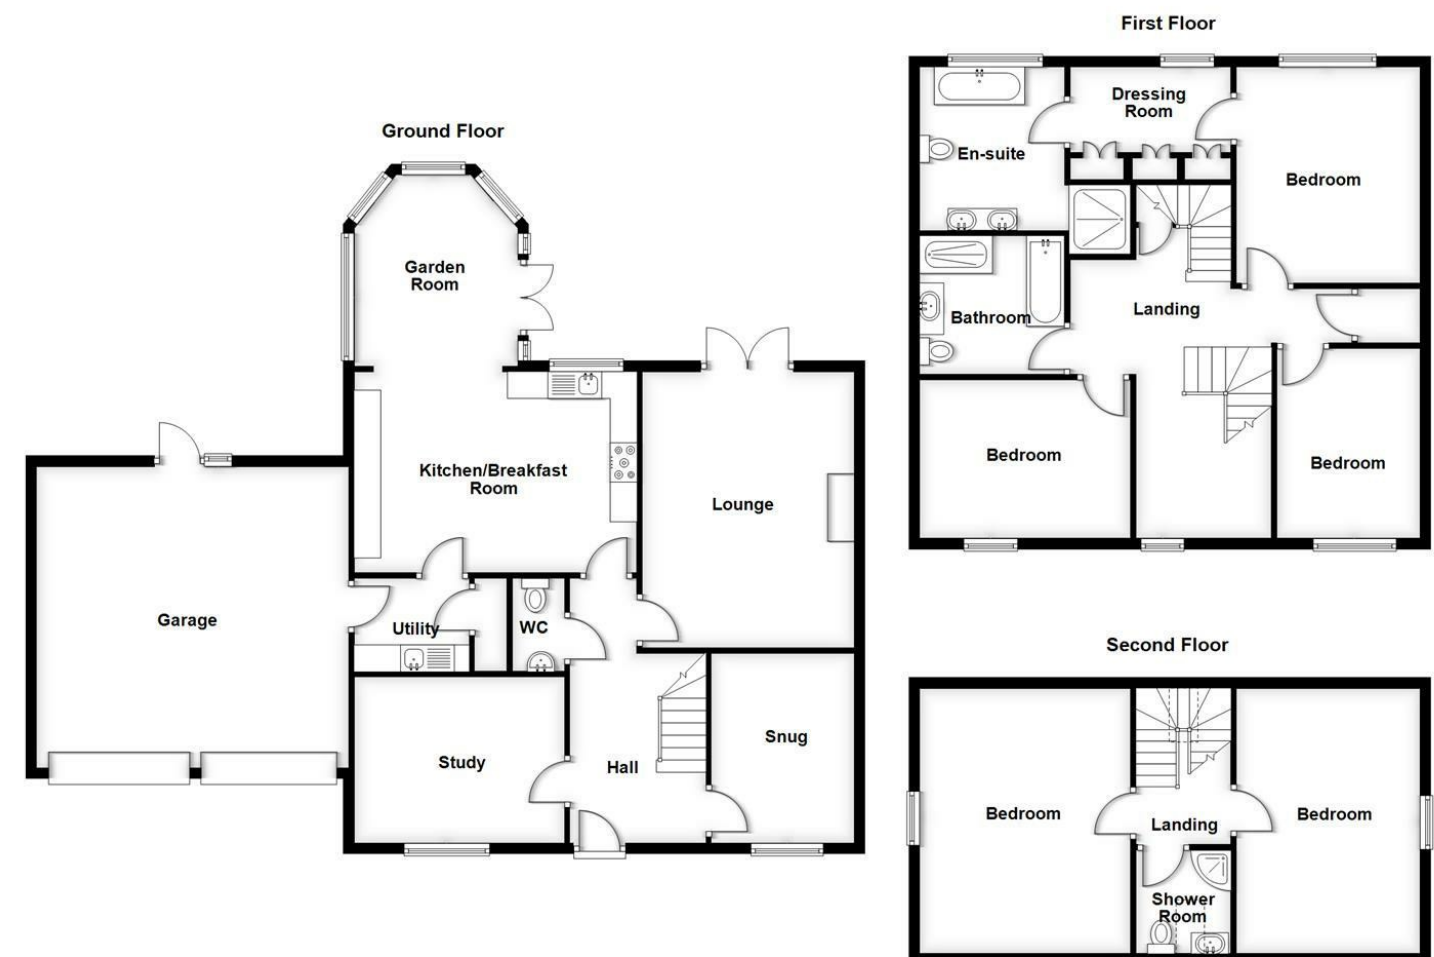 Ground Floor
Garden
Room
Kitchen/Breakfast
Room
Lounge
Garage
Utility
WC
Study
Hall
Snug
First Floor
En-suite
Dressing
Room
Bedroom
Bathroom
Landing
Bedroom
Bedroom
Second Floor
Bedroom
Landing
Bedroom
Shower
Room